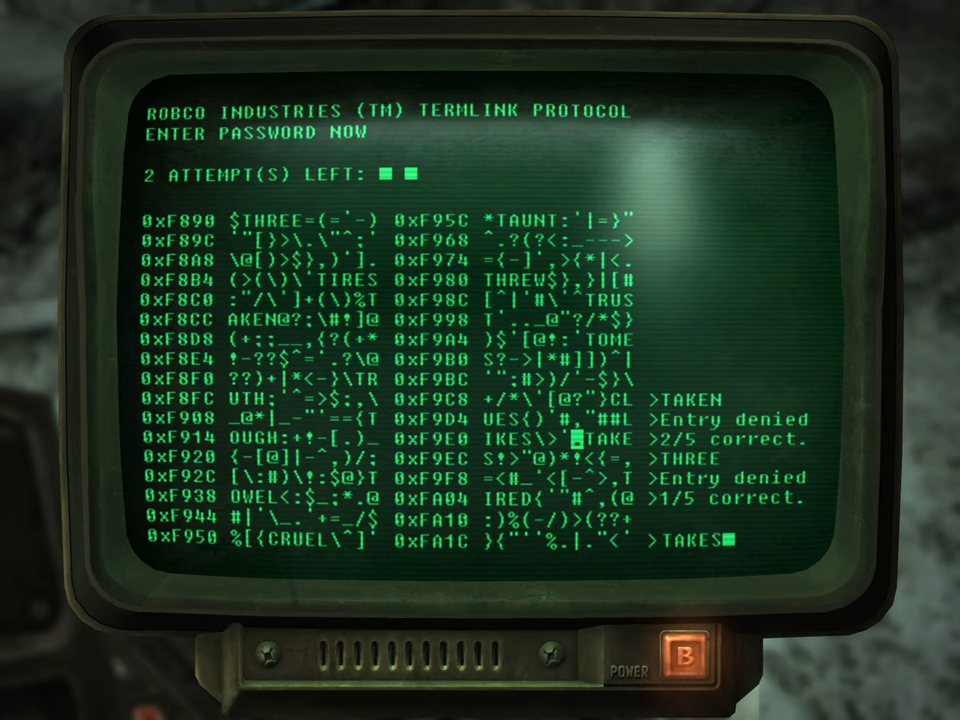 ROBCO INDUSTRIES (TM) TERMLINK PROTOCOL
ENTER PASSWORD NOW
2 ATTEMPT(S) LEFT: ■ ■
0xF890 $THREE=(='-) 0xF95C *TAUNT:'|=}"
0xF89C '"[}>\.\"^;' 0xF968 ^.?(?<:_--->
0xF8A8 \@[)>$},)']. 0xF974 ={-]',>{*|<.
0xF8B4 (>(\)\'TIRES 0xF980 THREW$},}|[#
0xF8C0 :"/\']+(\)%T 0xF98C [^|'#\'^TRUS
0xF8CC AKEN@?;\#!]@ 0xF998 T'.._@"?/*$}
0xF8D8 (+;:__,{?(+* 0xF9A4 )$'[@!:'TOME
0xF8E4 !-??$^='.?\@ 0xF9B0 S?->|*#]])^|
0xF8F0 ??)+|*<-}\TR 0xF9BC '";#>)/'-$}\
0xF8FC UTH;'^=>$:,\ 0xF9C8 +/*\'[@?"}CL >TAKEN
0xF908 _@*|_-"'=={T 0xF9D4 UES{)'#,"##L >Entry denied
0xF914 OUGH:+!-[.)_ 0xF9E0 IKES\>'■TAKE >2/5 correct.
0xF920 {-[@]|-^,)/; 0xF9EC S!>"@)*!<{=, >THREE
0xF92C [\:#)\!:$@}T 0xF9F8 =<#_'<[-^>,T >Entry denied
0xF938 OWEL<:$_:*.@ 0xFA04 IRED{'"#^,(@ >1/5 correct.
0xF944 #|'\_.'+=_/$ 0xFA10 :)%(-/)>(??+
0xF950 %[{CRUEL\^]' 0xFA1C }{"''%.|."<' >TAKES■
POWER
B